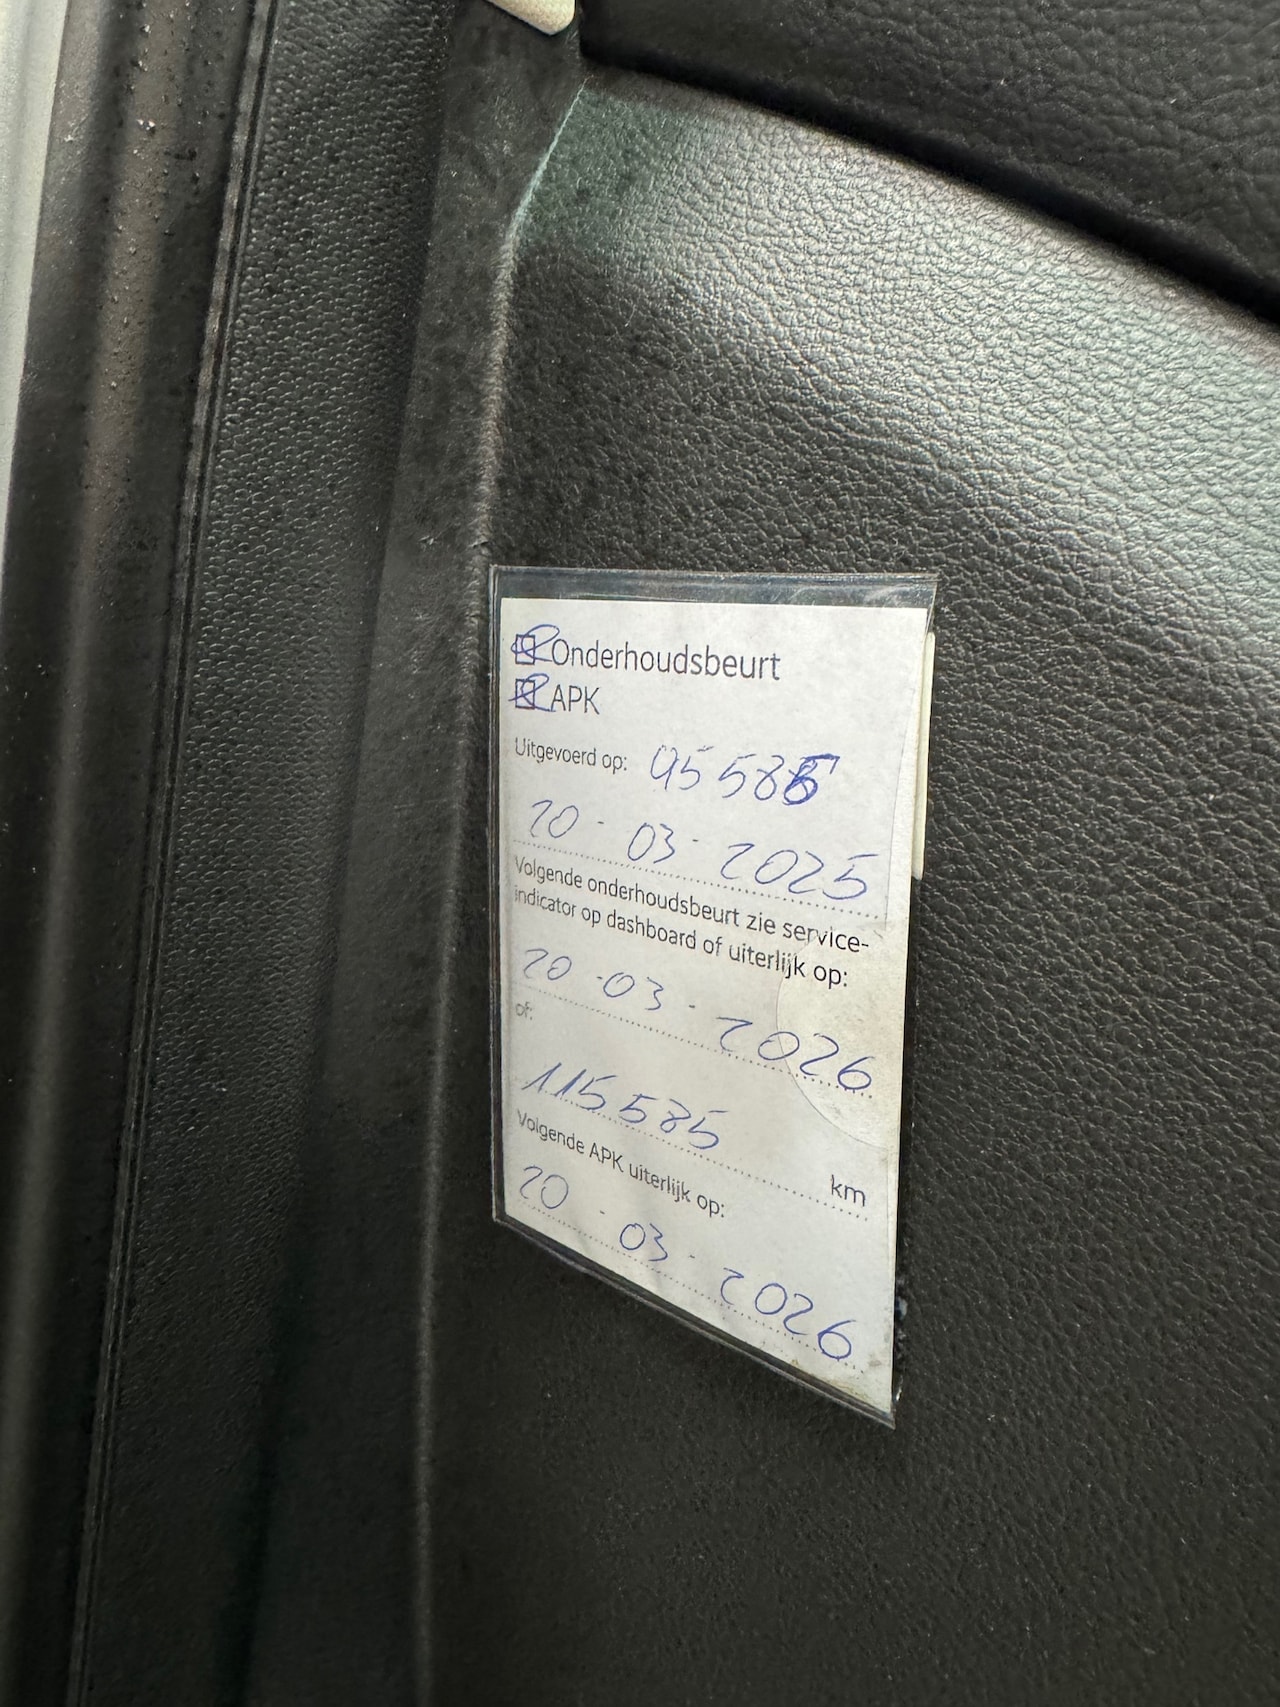 Onderhoudsbeurt
APK
Uitgevoerd op: 95585
20 - 03 - 2025
Volgende onderhoudsbeurt zie service-
indicator op dashboard of uiterlijk op:
20 - 03 - 2026
of:
115585 km
Volgende APK uiterlijk op:
20 - 03 - 2026